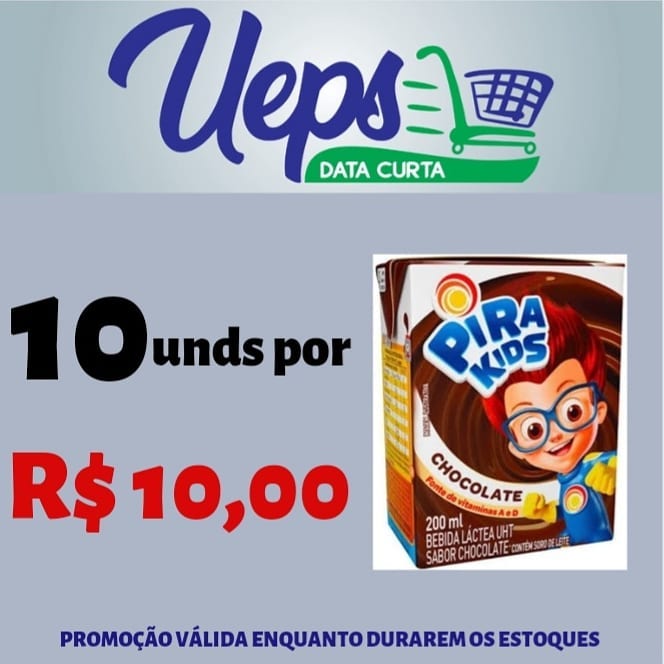 Ueps
DATA CURTA
10 unds por
R$ 10,00
PIRA
KIDS
CHOCOLATE
Fonte de vitaminas A e D
200 ml
BEBIDA LÁCTEA UHT
SABOR CHOCOLATE CONTÉM SORO DE LEITE
PROMOÇÃO VÁLIDA ENQUANTO DURAREM OS ESTOQUES